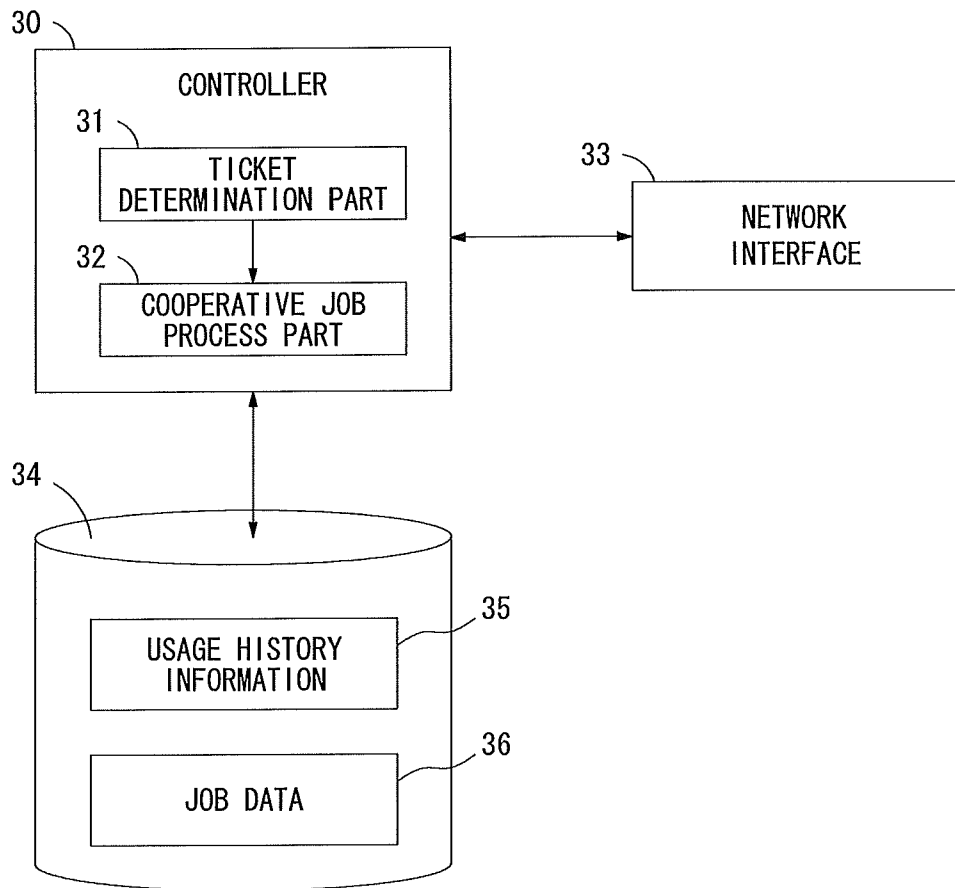 30
CONTROLLER
31
TICKET
DETERMINATION PART
32
COOPERATIVE JOB
PROCESS PART
33
NETWORK
INTERFACE
34
35
USAGE HISTORY
INFORMATION
36
JOB DATA